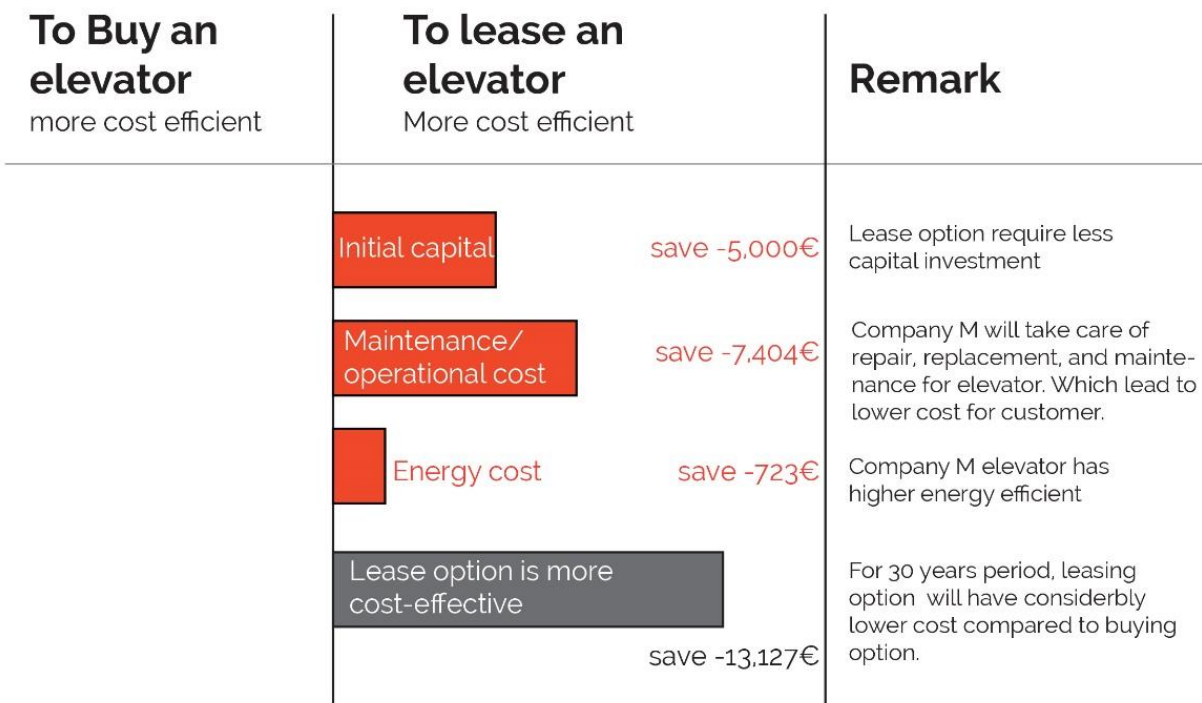 To Buy an
elevator
more cost efficient
To lease an
elevator
More cost efficient
Remark
Initial capital
save -5,000€
Lease option require less
capital investment
Maintenance/
operational cost
save -7,404€
Company M will take care of
repair, replacement, and mainte-
nance for elevator. Which lead to
lower cost for customer.
Energy cost
save -723€
Company M elevator has
higher energy efficient
Lease option is more
cost-effective
save -13,127€
For 30 years period, leasing
option will have considerbly
lower cost compared to buying
option.